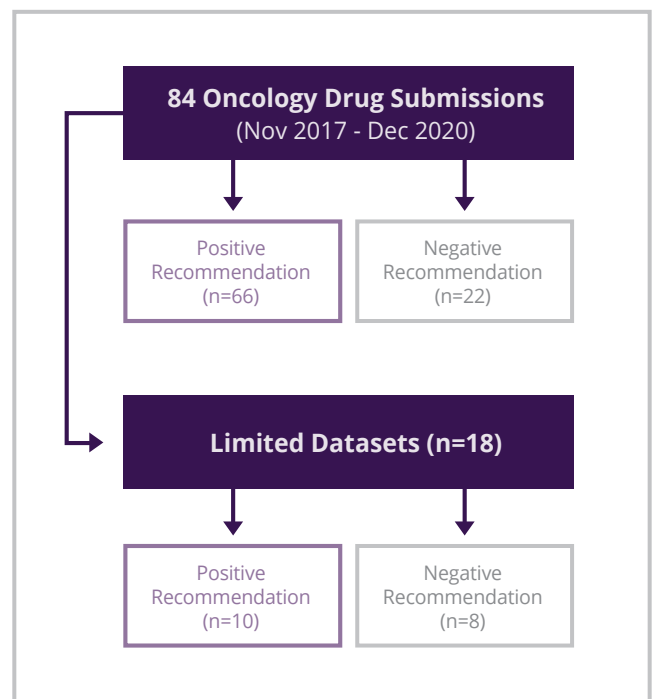 84 Oncology Drug Submissions
(Nov 2017 - Dec 2020)
Positive
Recommendation
(n=66)
Negative
Recommendation
(n=22)
Limited Datasets (n=18)
Positive
Recommendation
(n=10)
Negative
Recommendation
(n=8)